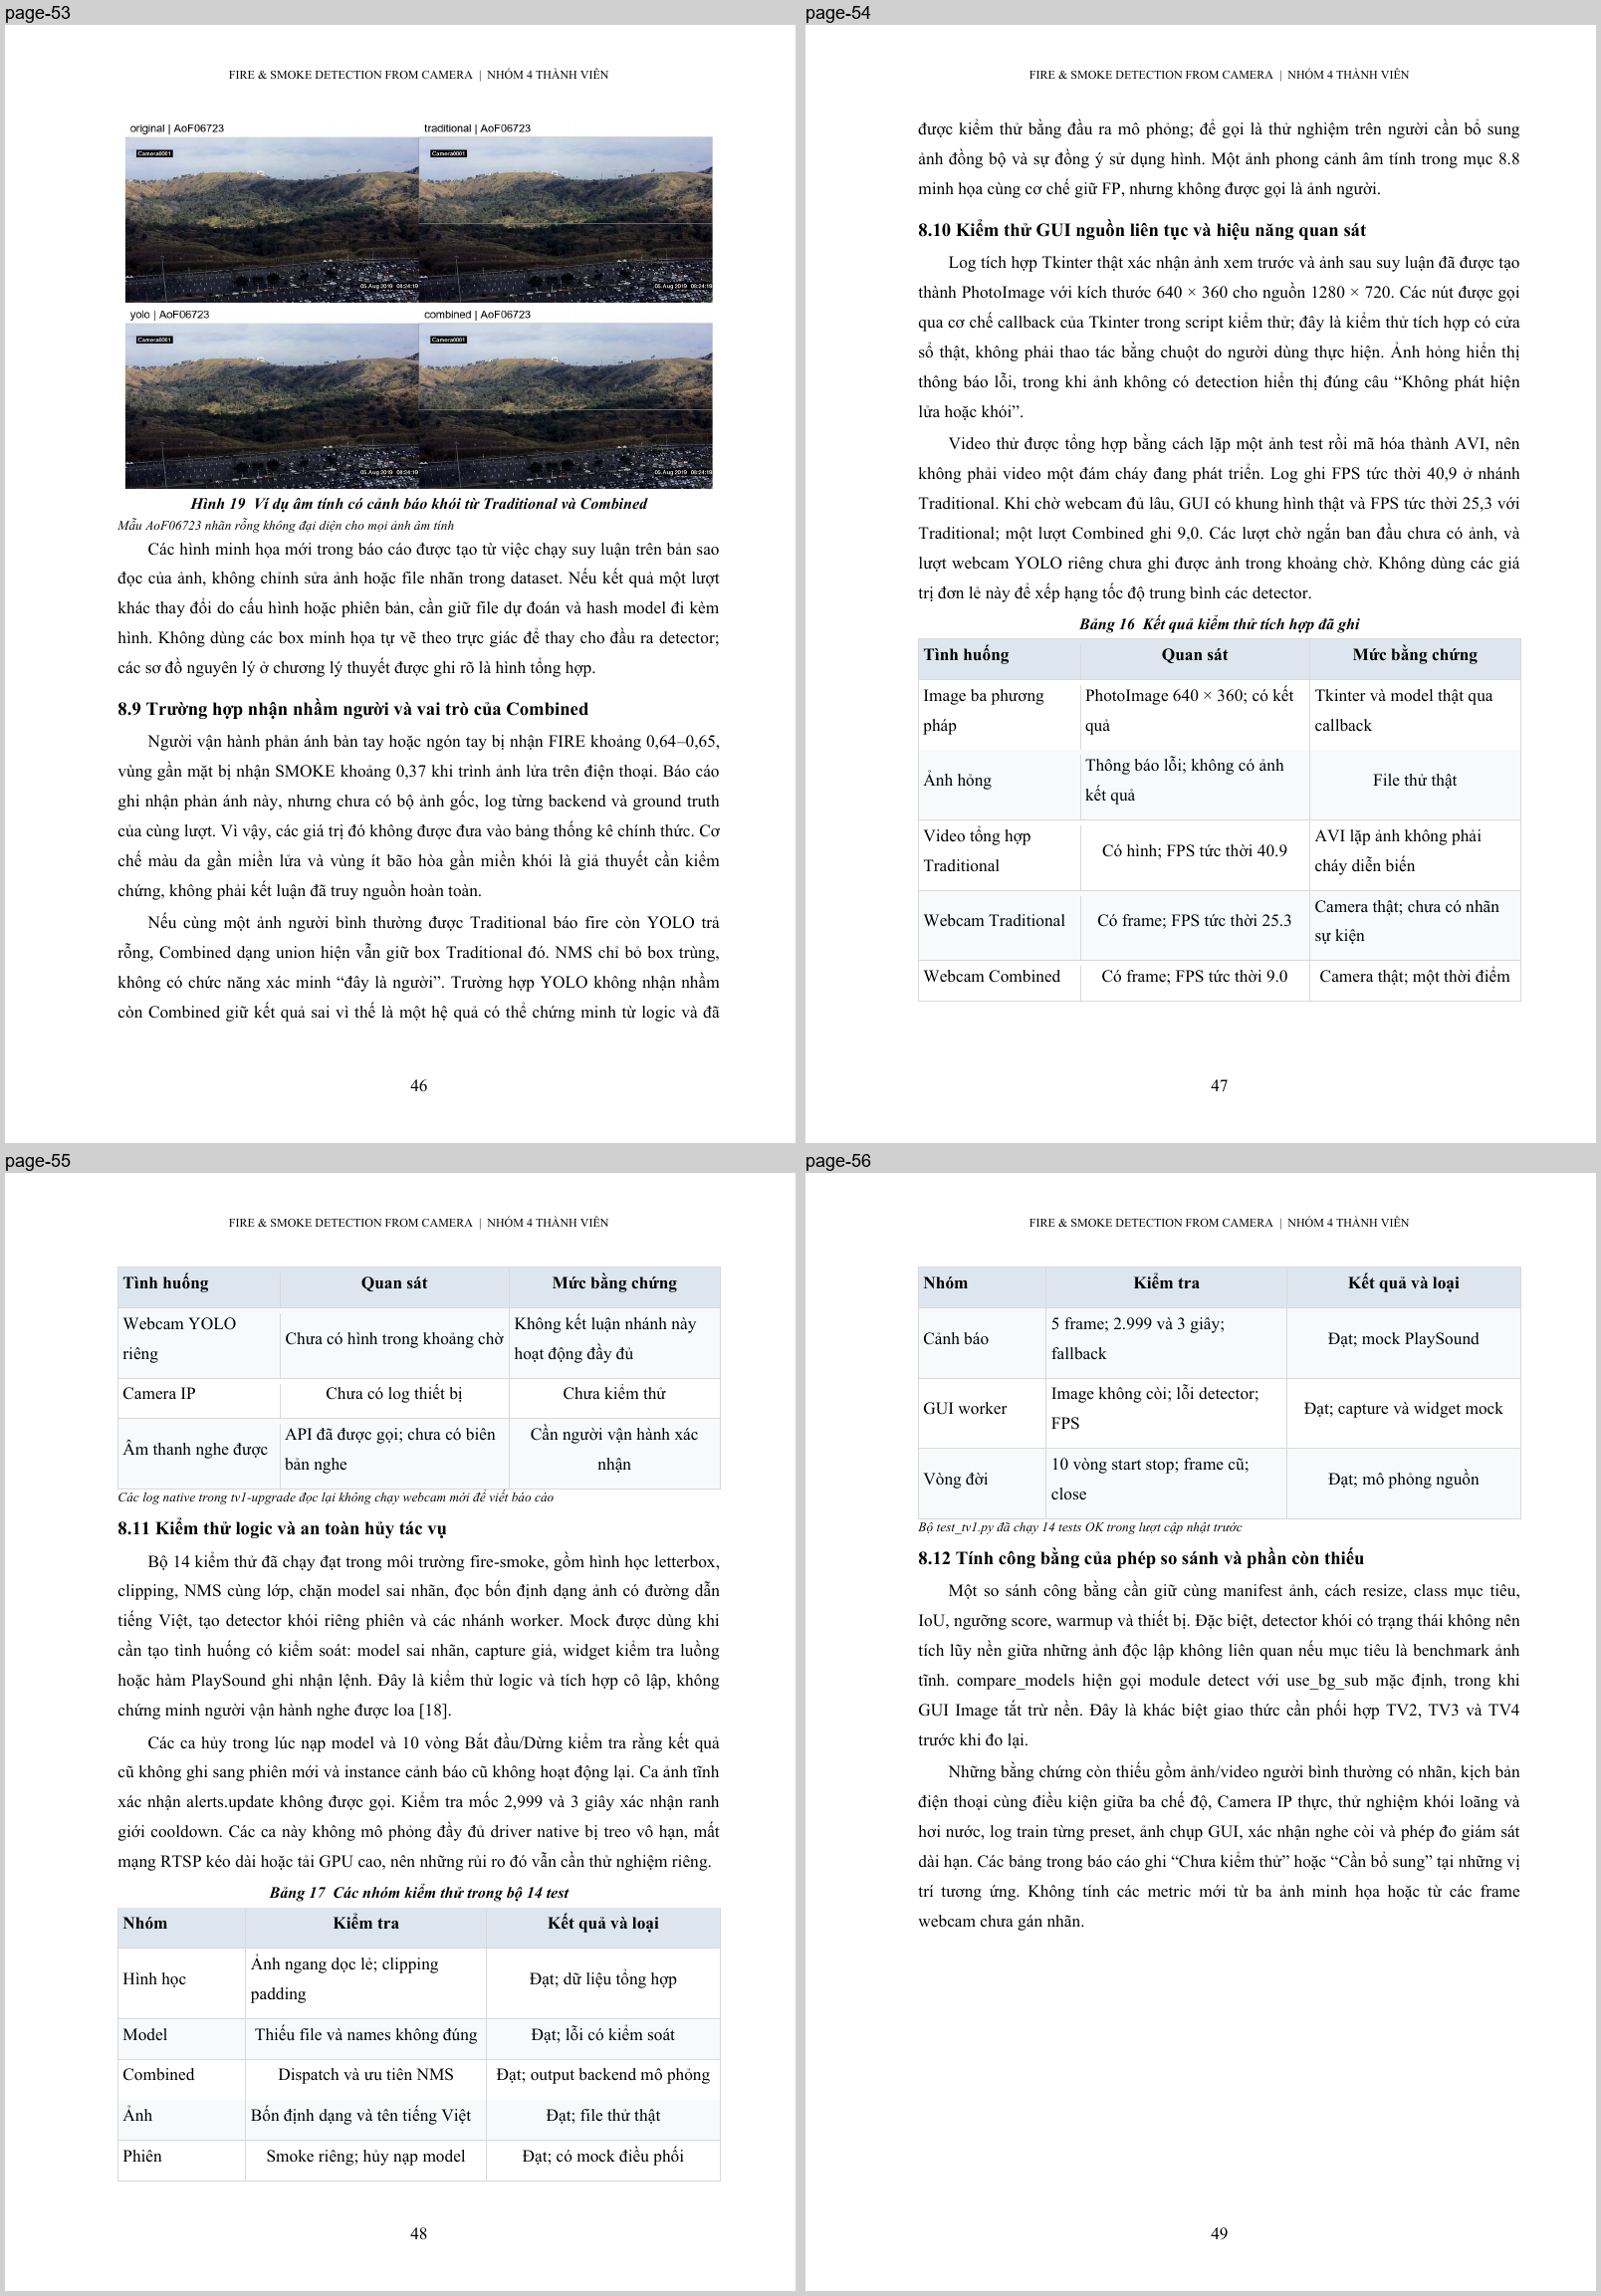 page-53
FIRE & SMOKE DETECTION FROM CAMERA | NHÓM 4 THÀNH VIÊN
original | AoF06723
traditional | AoF06723
Camera0001
Camera0001
05 Aug 2019 08:24:19
05 Aug 2019 08:24:19
yolo | AoF06723
combined | AoF06723
Camera0001
Camera0001
05 Aug 2019 08:24:19
05 Aug 2019 08:24:19
Hình 19 Ví dụ âm tính có cảnh báo khói từ Traditional và Combined
Mẫu AoF06723 nhãn rỗng không đại diện cho mọi ảnh âm tính
Các hình minh họa mới trong báo cáo được tạo từ việc chạy suy luận trên bản sao
đọc của ảnh, không chỉnh sửa ảnh hoặc file nhãn trong dataset. Nếu kết quả một lượt
khác thay đổi do cấu hình hoặc phiên bản, cần giữ file dự đoán và hash model đi kèm
hình. Không dùng các box minh họa tự vẽ theo trực giác để thay cho đầu ra detector;
các sơ đồ nguyên lý ở chương lý thuyết được ghi rõ là hình tổng hợp.
8.9 Trường hợp nhận nhầm người và vai trò của Combined
Người vận hành phản ánh bàn tay hoặc ngón tay bị nhận FIRE khoảng 0,64–0,65,
vùng gần mặt bị nhận SMOKE khoảng 0,37 khi trình ảnh lửa trên điện thoại. Báo cáo
ghi nhận phản ánh này, nhưng chưa có bộ ảnh gốc, log từng backend và ground truth
của cùng lượt. Vì vậy, các giá trị đó không được đưa vào bảng thống kê chính thức. Cơ
chế màu da gần miền lửa và vùng ít bão hòa gần miền khói là giả thuyết cần kiểm
chứng, không phải kết luận đã truy nguồn hoàn toàn.
Nếu cùng một ảnh người bình thường được Traditional báo fire còn YOLO trả
rỗng, Combined dạng union hiện vẫn giữ box Traditional đó. NMS chỉ bỏ box trùng,
không có chức năng xác minh “đây là người”. Trường hợp YOLO không nhận nhầm
còn Combined giữ kết quả sai vì thế là một hệ quả có thể chứng minh từ logic và đã
46
page-54
FIRE & SMOKE DETECTION FROM CAMERA | NHÓM 4 THÀNH VIÊN
được kiểm thử bằng đầu ra mô phỏng; để gọi là thử nghiệm trên người cần bổ sung
ảnh đồng bộ và sự đồng ý sử dụng hình. Một ảnh phong cảnh âm tính trong mục 8.8
minh họa cùng cơ chế giữ FP, nhưng không được gọi là ảnh người.
8.10 Kiểm thử GUI nguồn liên tục và hiệu năng quan sát
Log tích hợp Tkinter thật xác nhận ảnh xem trước và ảnh sau suy luận đã được tạo
thành PhotoImage với kích thước 640 × 360 cho nguồn 1280 × 720. Các nút được gọi
qua cơ chế callback của Tkinter trong script kiểm thử; đây là kiểm thử tích hợp có cửa
sổ thật, không phải thao tác bằng chuột do người dùng thực hiện. Ảnh hỏng hiển thị
thông báo lỗi, trong khi ảnh không có detection hiển thị đúng câu “Không phát hiện
lửa hoặc khói”.
Video thử được tổng hợp bằng cách lặp một ảnh test rồi mã hóa thành AVI, nên
không phải video một đám cháy đang phát triển. Log ghi FPS tức thời 40,9 ở nhánh
Traditional. Khi chờ webcam đủ lâu, GUI có khung hình thật và FPS tức thời 25,3 với
Traditional; một lượt Combined ghi 9,0. Các lượt chờ ngắn ban đầu chưa có ảnh, và
lượt webcam YOLO riêng chưa ghi được ảnh trong khoảng chờ. Không dùng các giá
trị đơn lẻ này để xếp hạng tốc độ trung bình các detector.
Bảng 16 Kết quả kiểm thử tích hợp đã ghi
Tình huống Quan sát Mức bằng chứng
Image ba phương PhotoImage 640 × 360; có kết Tkinter và model thật qua
pháp quả callback
Ảnh hỏng Thông báo lỗi; không có ảnh File thử thật
kết quả
Video tổng hợp Có hình; FPS tức thời 40.9 AVI lặp ảnh không phải
Traditional cháy diễn biến
Webcam Traditional Có frame; FPS tức thời 25.3 Camera thật; chưa có nhãn
sự kiện
Webcam Combined Có frame; FPS tức thời 9.0 Camera thật; một thời điểm
47
page-55
FIRE & SMOKE DETECTION FROM CAMERA | NHÓM 4 THÀNH VIÊN
Tình huống Quan sát Mức bằng chứng
Webcam YOLO Chưa có hình trong khoảng chờ Không kết luận nhánh này
riêng hoạt động đầy đủ
Camera IP Chưa có log thiết bị Chưa kiểm thử
Âm thanh nghe được API đã được gọi; chưa có biên Cần người vận hành xác
bản nghe nhận
Các log native trong tv1-upgrade đọc lại không chạy webcam mới để viết báo cáo
8.11 Kiểm thử logic và an toàn hủy tác vụ
Bộ 14 kiểm thử đã chạy đạt trong môi trường fire-smoke, gồm hình học letterbox,
clipping, NMS cùng lớp, chặn model sai nhãn, đọc bốn định dạng ảnh có đường dẫn
tiếng Việt, tạo detector khói riêng phiên và các nhánh worker. Mock được dùng khi
cần tạo tình huống có kiểm soát: model sai nhãn, capture giả, widget kiểm tra luồng
hoặc hàm PlaySound ghi nhận lệnh. Đây là kiểm thử logic và tích hợp cô lập, không
chứng minh người vận hành nghe được loa [18].
Các ca hủy trong lúc nạp model và 10 vòng Bắt đầu/Dừng kiểm tra rằng kết quả
cũ không ghi sang phiên mới và instance cảnh báo cũ không hoạt động lại. Ca ảnh tĩnh
xác nhận alerts.update không được gọi. Kiểm tra mốc 2,999 và 3 giây xác nhận ranh
giới cooldown. Các ca này không mô phỏng đầy đủ driver native bị treo vô hạn, mất
mạng RTSP kéo dài hoặc tải GPU cao, nên những rủi ro đó vẫn cần thử nghiệm riêng.
Bảng 17 Các nhóm kiểm thử trong bộ 14 test
Nhóm Kiểm tra Kết quả và loại
Hình học Ảnh ngang dọc lẻ; clipping Đạt; dữ liệu tổng hợp
padding
Model Thiếu file và names không đúng Đạt; lỗi có kiểm soát
Combined Dispatch và ưu tiên NMS Đạt; output backend mô phỏng
Ảnh Bốn định dạng và tên tiếng Việt Đạt; file thử thật
Phiên Smoke riêng; hủy nạp model Đạt; có mock điều phối
48
page-56
FIRE & SMOKE DETECTION FROM CAMERA | NHÓM 4 THÀNH VIÊN
Nhóm Kiểm tra Kết quả và loại
Cảnh báo 5 frame; 2.999 và 3 giây; Đạt; mock PlaySound
fallback
GUI worker Image không còi; lỗi detector; Đạt; capture và widget mock
FPS
Vòng đời 10 vòng start stop; frame cũ; Đạt; mô phỏng nguồn
close
Bộ test_tv1.py đã chạy 14 tests OK trong lượt cập nhật trước
8.12 Tính công bằng của phép so sánh và phần còn thiếu
Một so sánh công bằng cần giữ cùng manifest ảnh, cách resize, class mục tiêu,
IoU, ngưỡng score, warmup và thiết bị. Đặc biệt, detector khói có trạng thái không nên
tích lũy nền giữa những ảnh độc lập không liên quan nếu mục tiêu là benchmark ảnh
tĩnh. compare_models hiện gọi module detect với use_bg_sub mặc định, trong khi
GUI Image tắt trừ nền. Đây là khác biệt giao thức cần phối hợp TV2, TV3 và TV4
trước khi đo lại.
Những bằng chứng còn thiếu gồm ảnh/video người bình thường có nhãn, kịch bản
điện thoại cùng điều kiện giữa ba chế độ, Camera IP thực, thử nghiệm khói loãng và
hơi nước, log train từng preset, ảnh chụp GUI, xác nhận nghe còi và phép đo giám sát
dài hạn. Các bảng trong báo cáo ghi “Chưa kiểm thử” hoặc “Cần bổ sung” tại những vị
trí tương ứng. Không tính các metric mới từ ba ảnh minh họa hoặc từ các frame
webcam chưa gán nhãn.
49